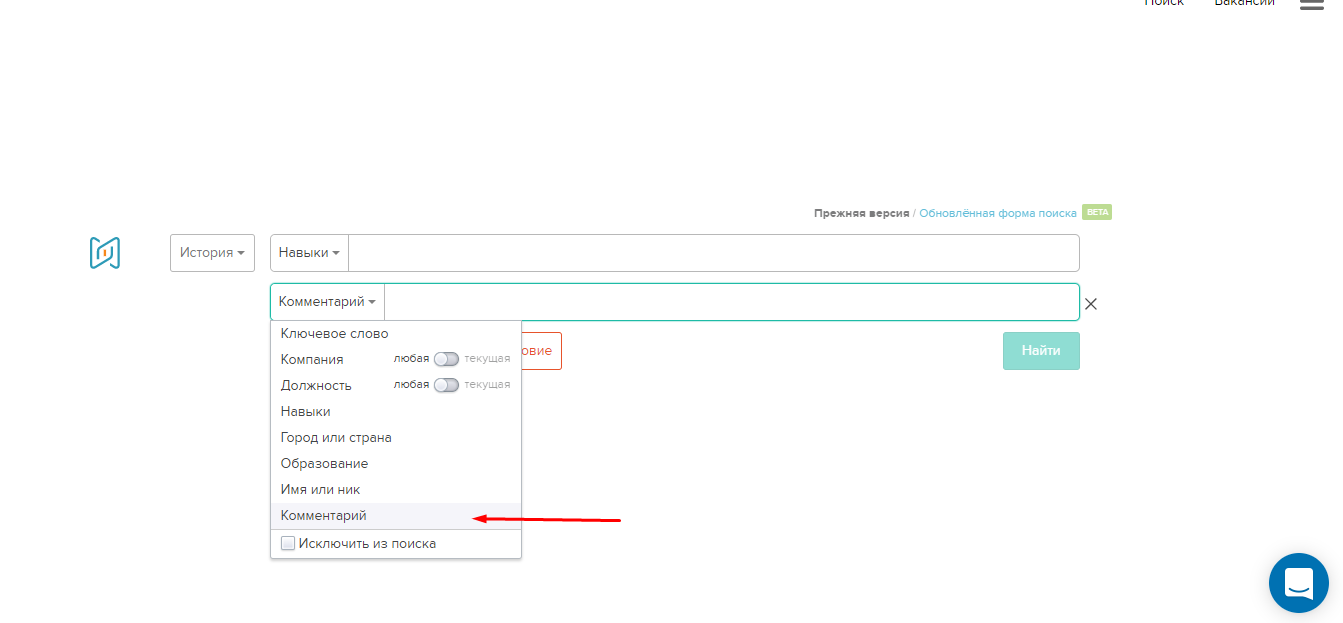 Поиск Вакансии
Прежняя версия / Обновлённая форма поиска BETA
История Навыки
Комментарий
Ключевое слово
Компания любая текущая
Должность любая текущая
Навыки
Город или страна
Образование
Имя или ник
Комментарий
Исключить из поиска
овие
Найти